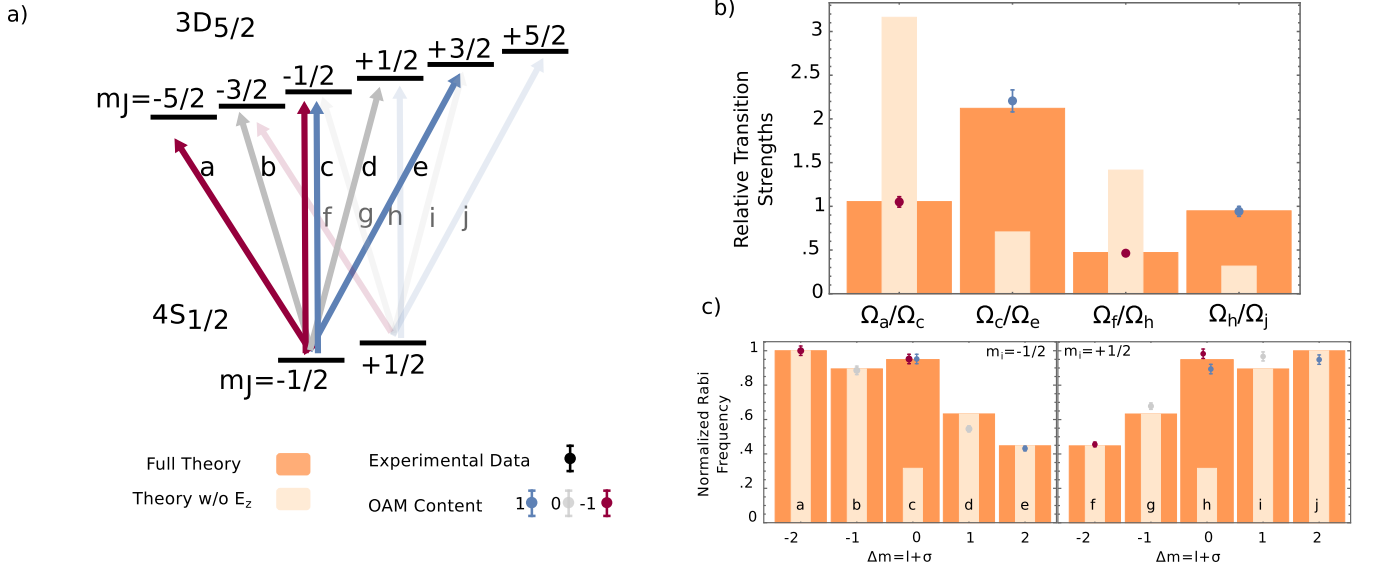 a)
3D5/2
mJ=-5/2
-3/2
-1/2
+1/2
+3/2
+5/2
a
b
c
d
e
f
g
h
i
j
4S1/2
mJ=-1/2
+1/2
Full Theory
Theory w/o Ez
Experimental Data
OAM Content
1
0
-1
b)
Relative Transition
Strengths
3
2.5
2
1.5
1
.5
0
Ωa/Ωc
Ωc/Ωe
Ωf/Ωh
Ωh/Ωj
c)
Normalized Rabi
Frequency
1
.8
.6
.4
.2
0
mi=-1/2
mi=+1/2
a
b
c
d
e
f
g
h
i
j
-2
-1
0
1
2
-2
-1
0
1
2
Δm=l+σ
Δm=l+σ